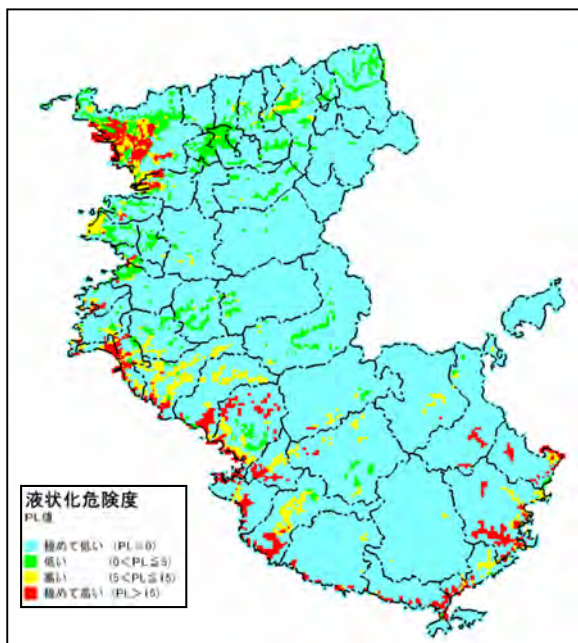 液状化危険度
PL値
極めて低い (PL=0)
低い (0<PL≦5)
高い (5<PL≦15)
極めて高い (PL>15)